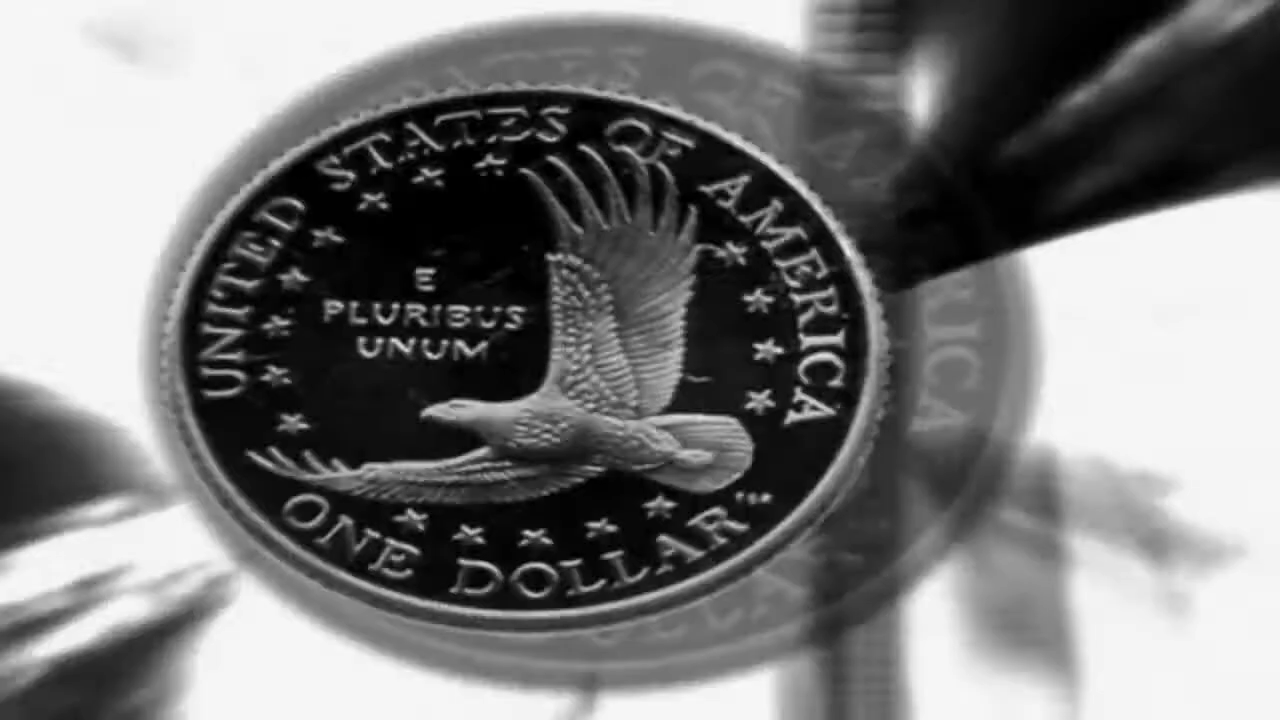 UNITED STATES OF AMERICA
E
PLURIBUS
UNUM
ONE DOLLAR